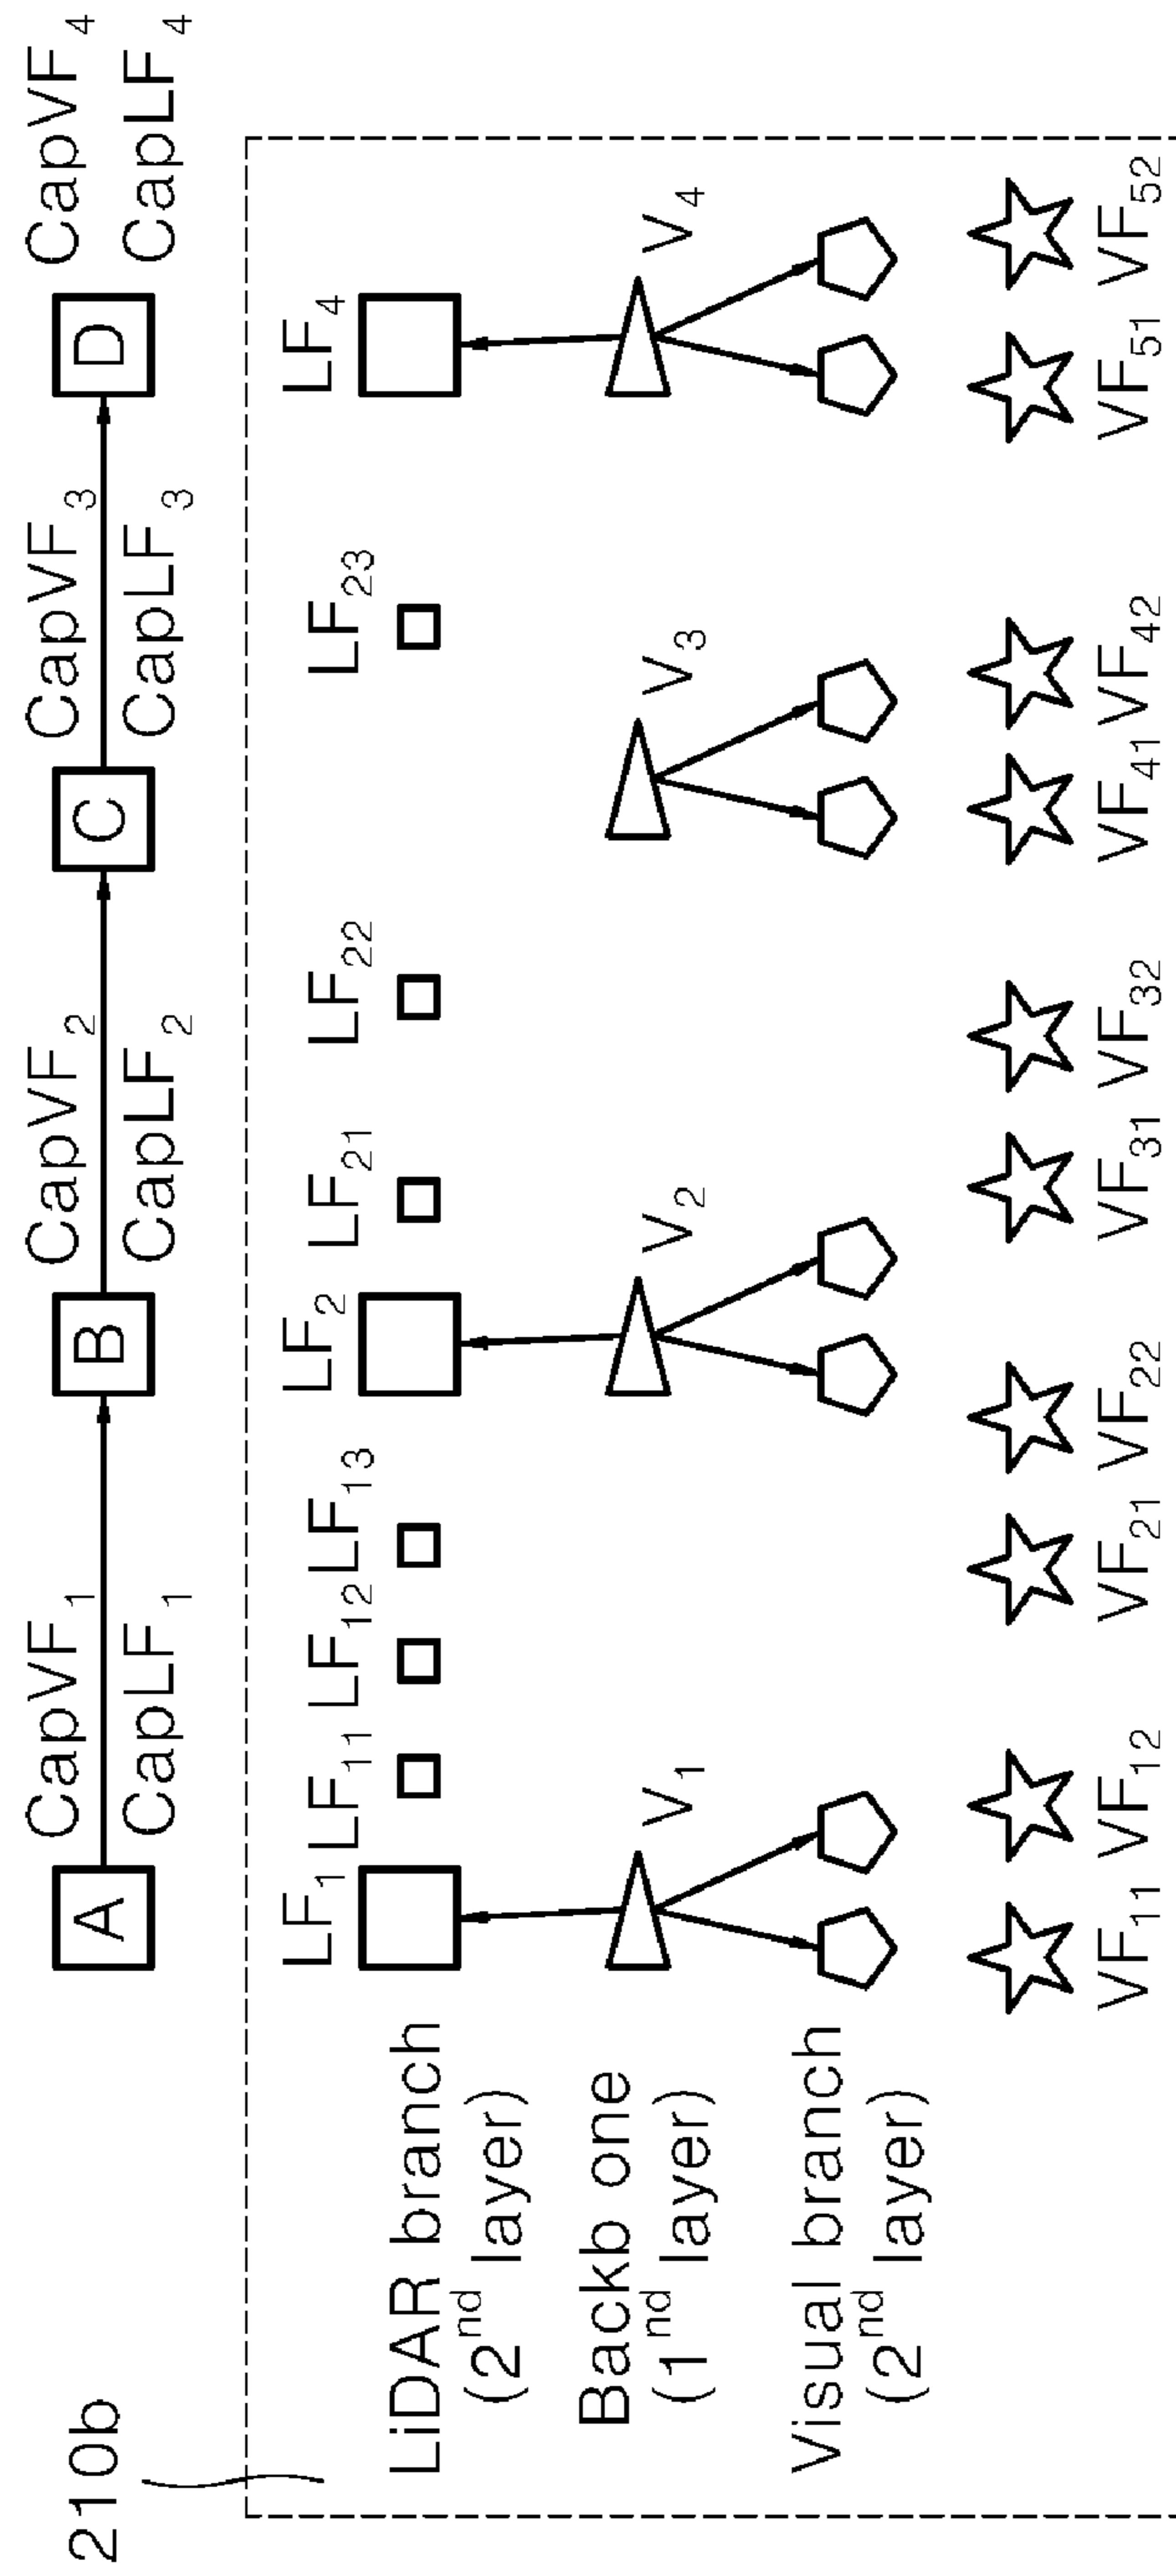 210b
A
CapVF1
CapLF1
B
CapVF2
CapLF2
C
CapVF3
CapLF3
D
CapVF4
CapLF4
LiDAR branch
(2nd layer)
LF1
LF11
LF12
LF13
LF2
LF21
LF22
LF23
LF4
Backb one
(1nd layer)
V1
V2
V3
V4
Visual branch
(2nd layer)
VF11
VF12
VF21
VF22
VF31
VF32
VF41
VF42
VF51
VF52